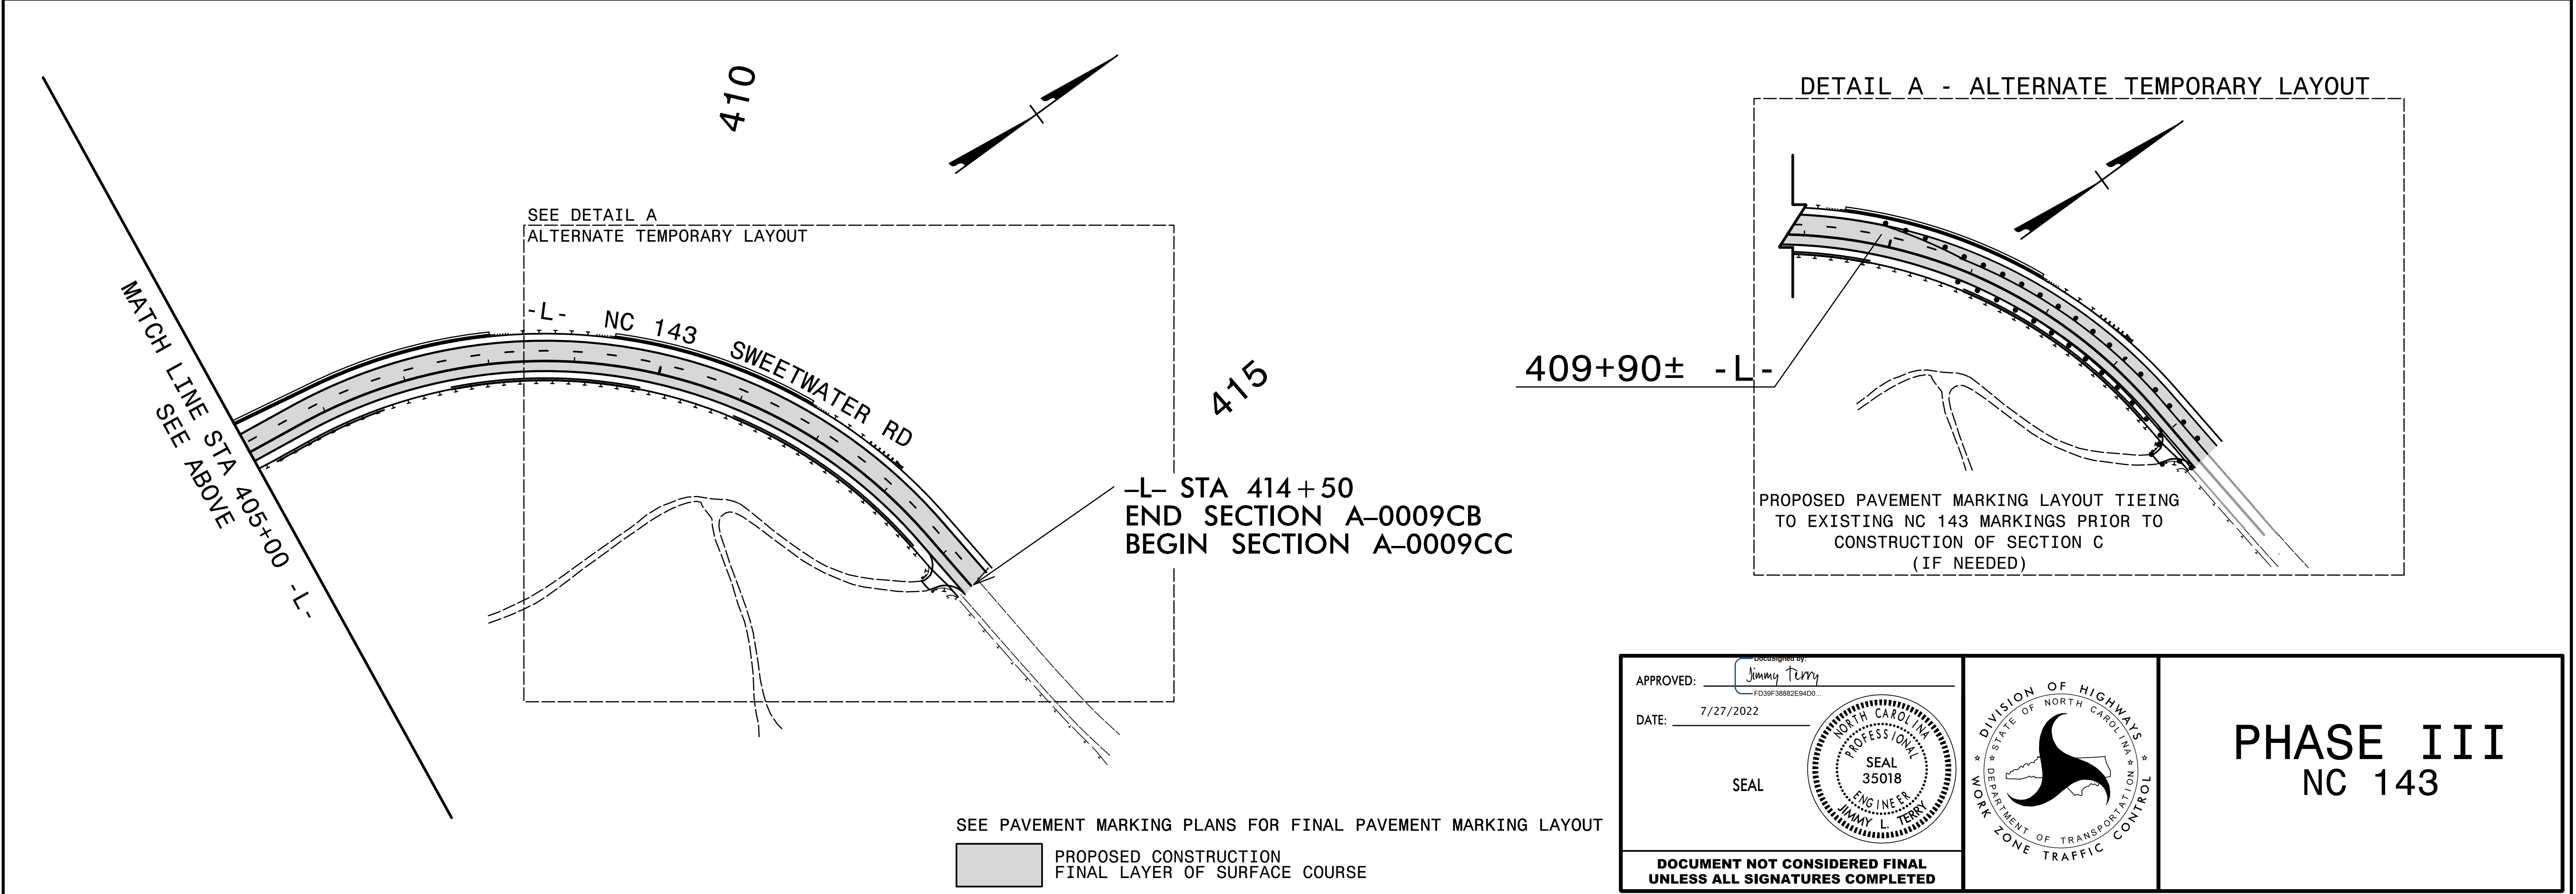 410
SEE DETAIL A
ALTERNATE TEMPORARY LAYOUT
-L- NC 143 SWEETWATER RD
MATCH LINE STA 405+00 -L-
SEE ABOVE
415
–L– STA 414+50
END SECTION A–0009CB
BEGIN SECTION A–0009CC
DETAIL A - ALTERNATE TEMPORARY LAYOUT
409+90± -L-
PROPOSED PAVEMENT MARKING LAYOUT TIEING
TO EXISTING NC 143 MARKINGS PRIOR TO
CONSTRUCTION OF SECTION C
(IF NEEDED)
SEE PAVEMENT MARKING PLANS FOR FINAL PAVEMENT MARKING LAYOUT
PROPOSED CONSTRUCTION
FINAL LAYER OF SURFACE COURSE
DocuSigned by:
APPROVED: Jimmy Terry
FD39F38882E94D0...
DATE: 7/27/2022
SEAL
NORTH CAROLINA
PROFESSIONAL
SEAL
35018
ENGINEER
JIMMY L. TERRY
DOCUMENT NOT CONSIDERED FINAL
UNLESS ALL SIGNATURES COMPLETED
DIVISION OF HIGHWAYS
STATE OF NORTH CAROLINA
DEPARTMENT OF TRANSPORTATION
WORK ZONE TRAFFIC CONTROL
PHASE III
NC 143